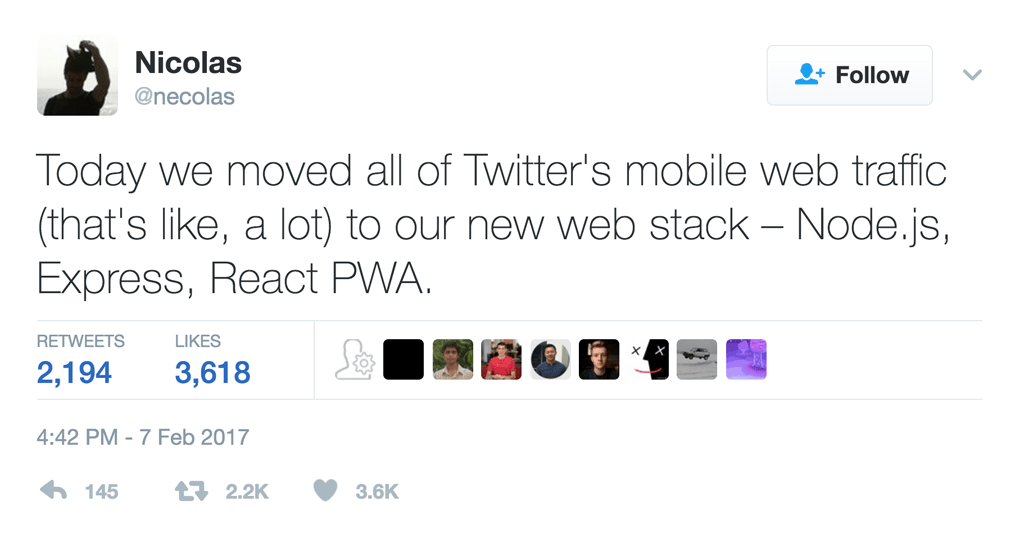 Nicolas
@necolas
Follow
Today we moved all of Twitter's mobile web traffic
(that's like, a lot) to our new web stack – Node.js,
Express, React PWA.
RETWEETS LIKES
2,194 3,618
4:42 PM - 7 Feb 2017
145 2.2K 3.6K